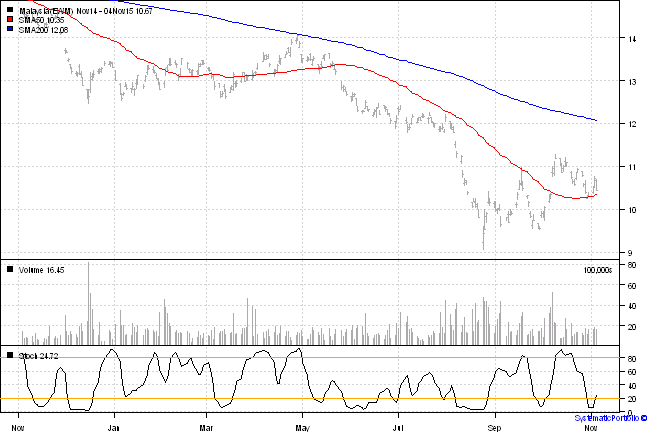 Malaysia(EWM) Nov14 - 04Nov15 10.67
SMA50 10.35
SMA200 12.08
14
13
12
11
10
9
Volume 16.45
100,000s
80
60
40
20
Stoch 24.72
80
60
40
20
0
Nov Jan Mar May Jul Sep Nov
SystematicPortfolio ©